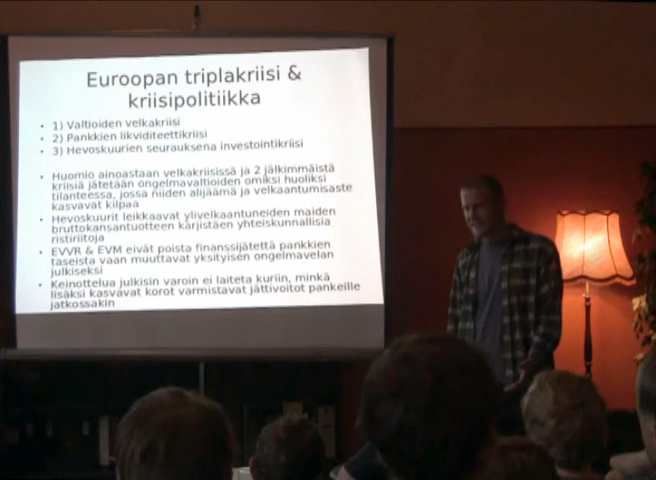 Euroopan triplakriisi &
kriisipolitiikka
• 1) Valtioiden velkakriisi
• 2) Pankkien likviditeettikriisi
• 3) Hevoskuurien seurauksena investointikriisi
• Huomio ainoastaan velkakriisissä ja 2 jälkimmäistä
kriisiä jätetään ongelmavaltioiden omiksi huoliksi
tilanteessa, jossa niiden alijäämä ja velkaantumisaste
kasvavat kilpaa
• Hevoskuurit leikkaavat ylivelkaantuneiden maiden
bruttokansantuotteen kärjistäen yhteiskunnallisia
ristiriitoja
• EVVR & EVM eivät poista finanssijätettä pankkien
taseista vaan muuttavat yksityisen ongelmavelan
julkiseksi
• Keinottelua julkisin varoin ei laiteta kuriin, minkä
lisäksi kasvavat korot varmistavat jättivoitot pankeille
jatkossakin